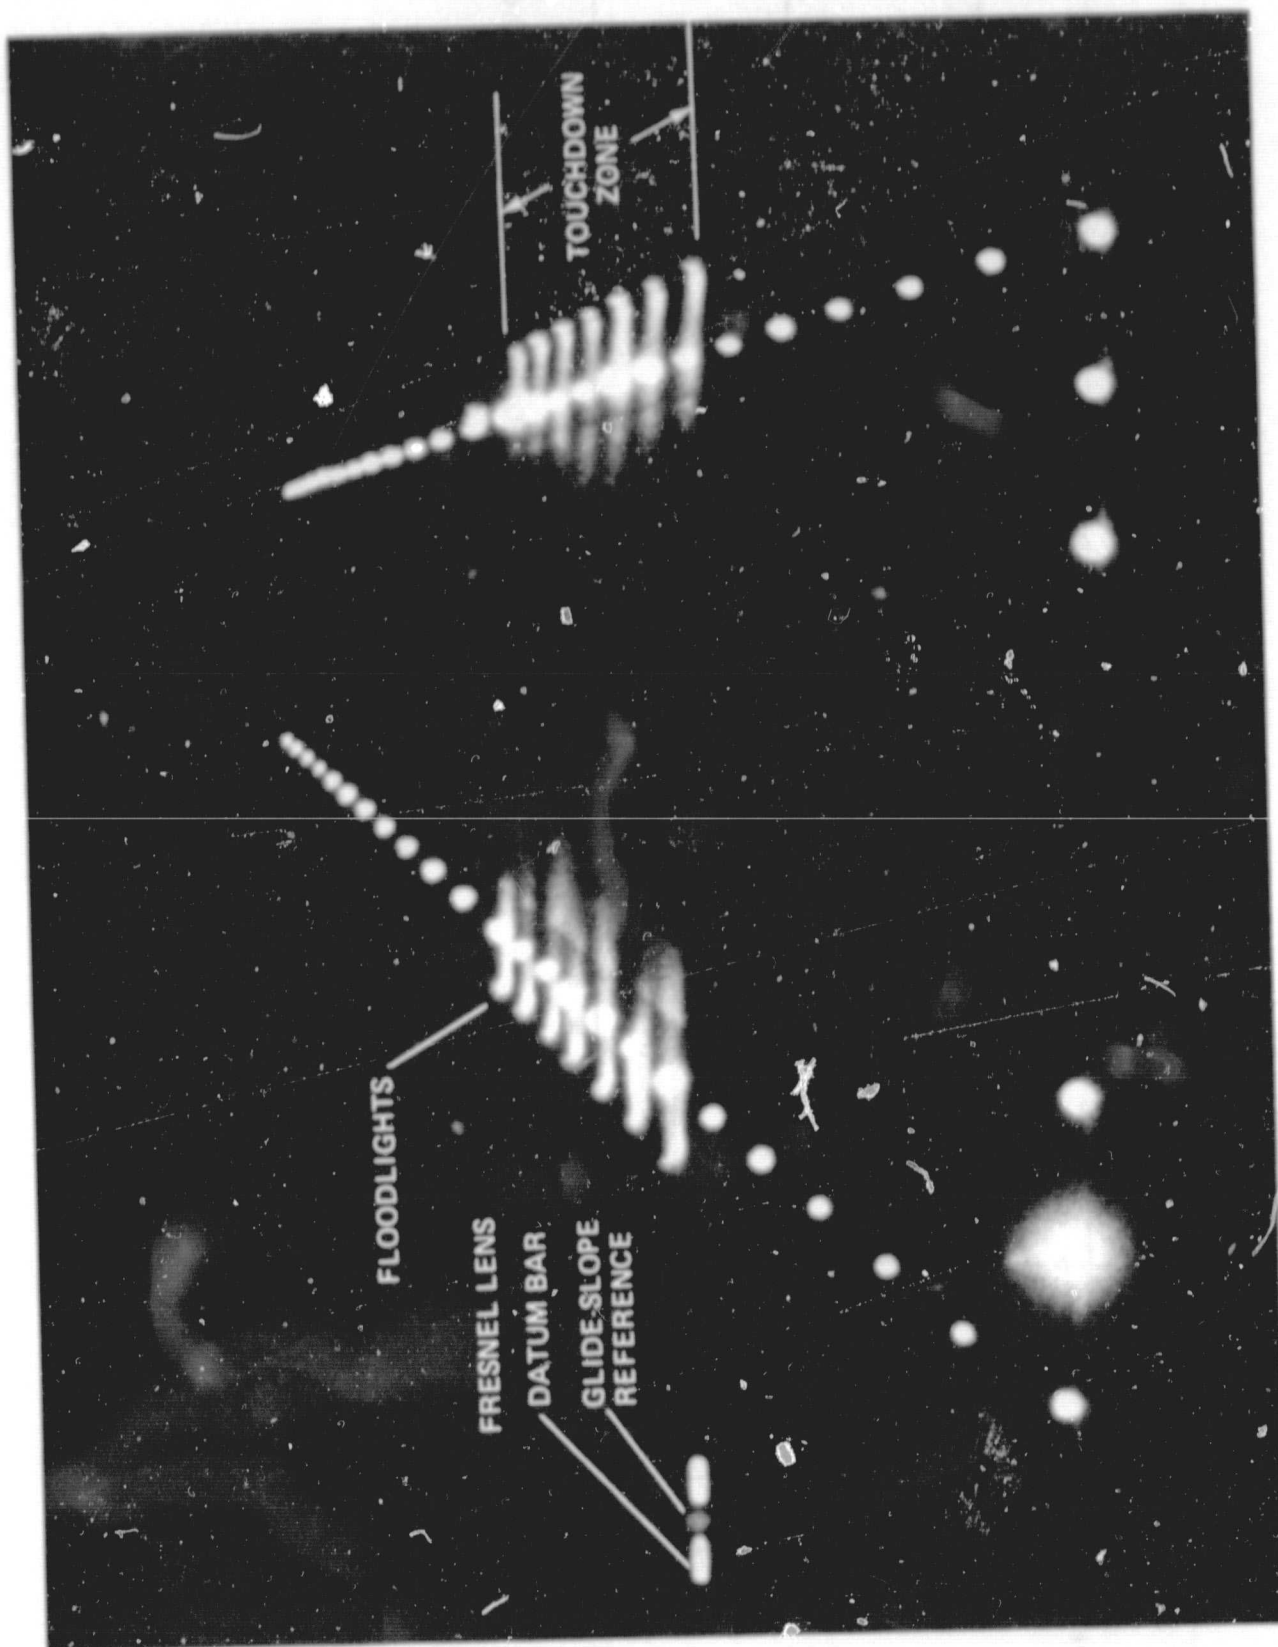 FRESNEL LENS
DATUM BAR
GLIDE-SLOPE
REFERENCE
FLOODLIGHTS
TOUCHDOWN
ZONE